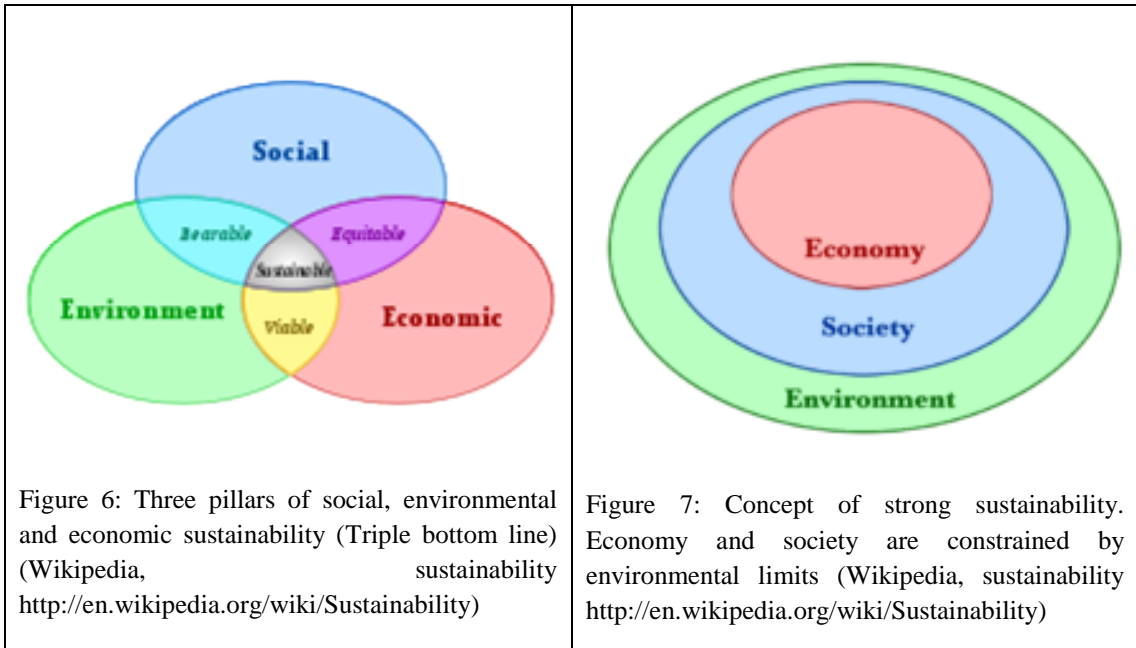 Social
Bearable
Equitable
Sustainable
Environment
Economic
Viable
Figure 6: Three pillars of social, environmental
and economic sustainability (Triple bottom line)
(Wikipedia, sustainability
http://en.wikipedia.org/wiki/Sustainability)
Economy
Society
Environment
Figure 7: Concept of strong sustainability.
Economy and society are constrained by
environmental limits (Wikipedia, sustainability
http://en.wikipedia.org/wiki/Sustainability)